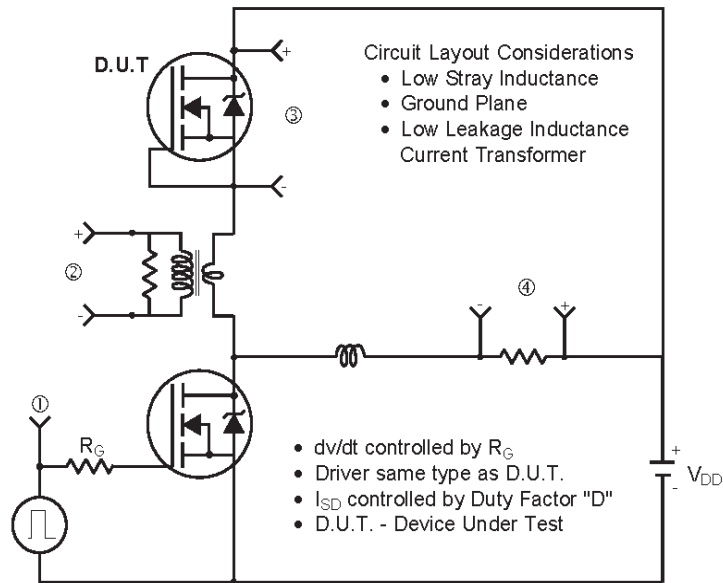 D.U.T
+
Circuit Layout Considerations
• Low Stray Inductance
• Ground Plane
• Low Leakage Inductance
Current Transformer
③
-
+
②
-
④
-
+
①
R_G
• dv/dt controlled by R_G
• Driver same type as D.U.T.
• I_SD controlled by Duty Factor "D"
• D.U.T. - Device Under Test
+
V_DD
-